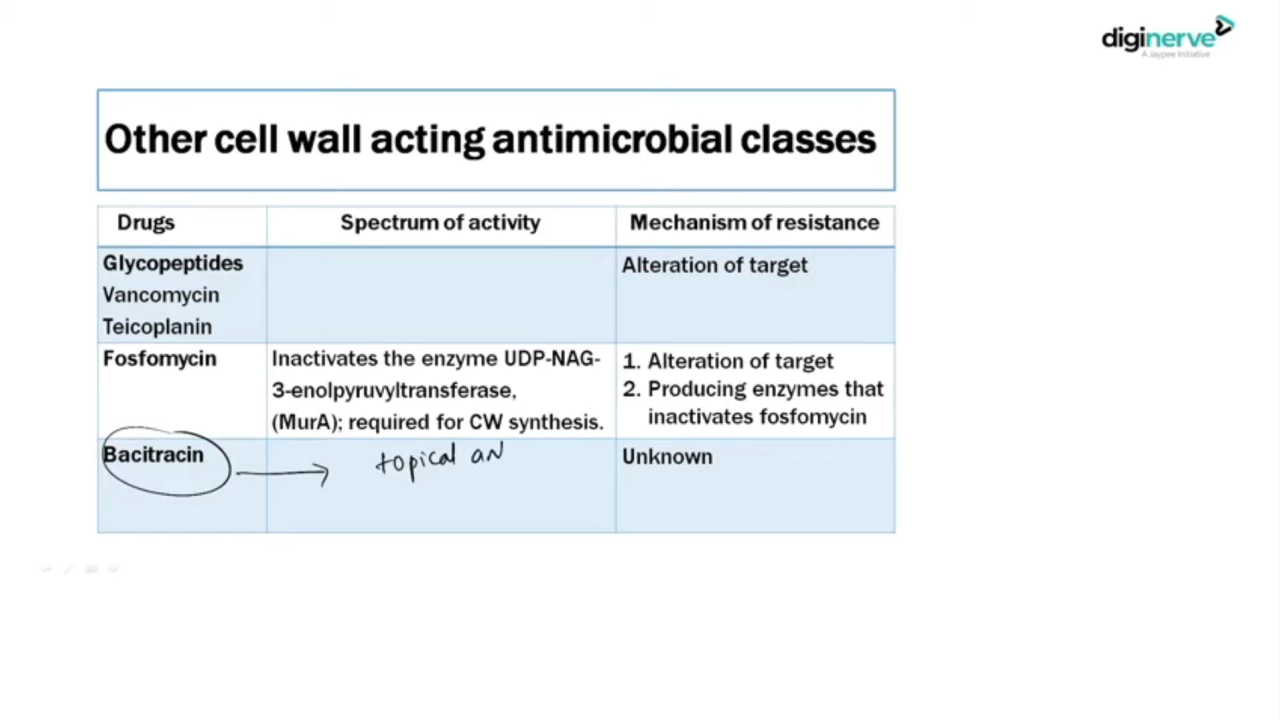 diginerve
A Jaypee Initiative
Other cell wall acting antimicrobial classes
Drugs
Spectrum of activity
Mechanism of resistance
Glycopeptides
Vancomycin
Teicoplanin
Alteration of target
Fosfomycin
Inactivates the enzyme UDP-NAG-
3-enolpyruvyltransferase,
(MurA); required for CW synthesis.
1. Alteration of target
2. Producing enzymes that
inactivates fosfomycin
Bacitracin
topical an
Unknown